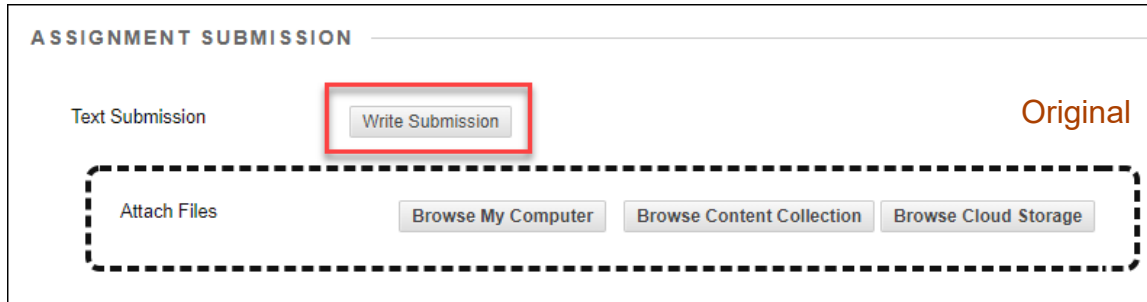 ASSIGNMENT SUBMISSION
Text Submission Write Submission Original
Attach Files Browse My Computer Browse Content Collection Browse Cloud Storage